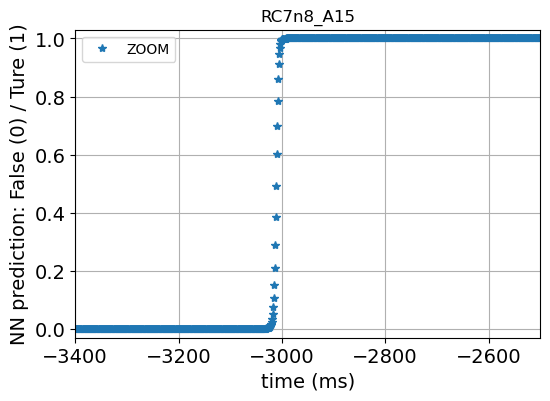 RC7n8_A15
NN prediction: False (0) / Ture (1)
1.0
0.8
0.6
0.4
0.2
0.0
ZOOM
−3400
−3200
−3000
−2800
−2600
time (ms)